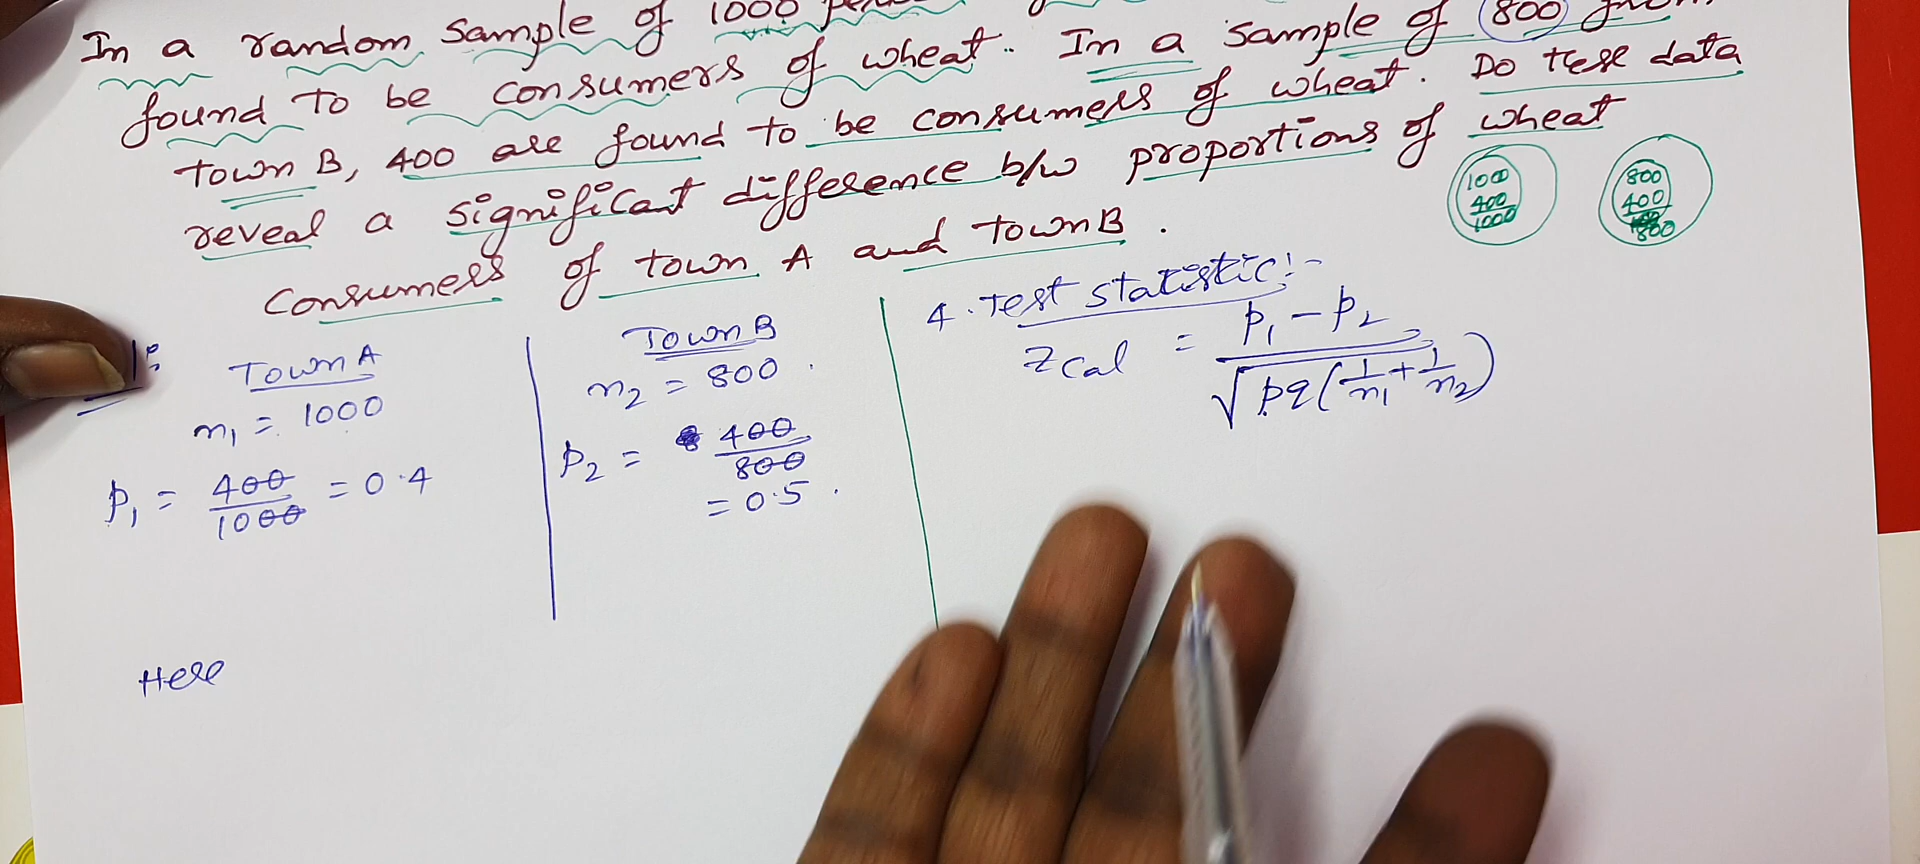 In a random sample of 1000
found to be consumers of wheat. In a sample of 800 from
town B, 400 are found to be consumers of wheat. Do these data
reveal a significant difference b/w proportions of wheat
consumers of town A and town B.
100
400
1000
800
400
800
Town A
n₁ = 1000
p₁ = 400/1000 = 0.4
Town B
n₂ = 800.
p₂ = 400/800
= 0.5.
4. Test statistic:-
Z cal = p₁ - p₂ / √pq(1/n₁ + 1/n₂)
Here